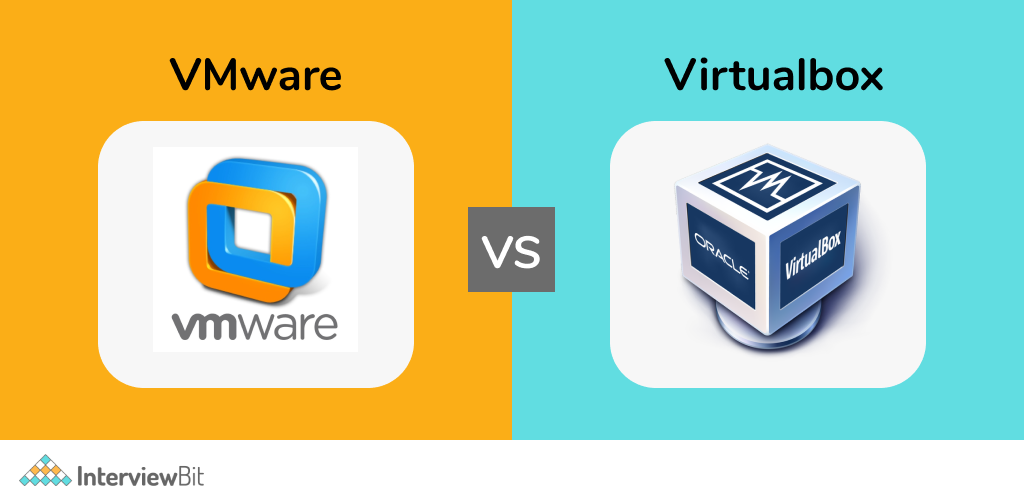 VMware
Virtualbox
vmware
VS
ORACLE
VirtualBox
InterviewBit